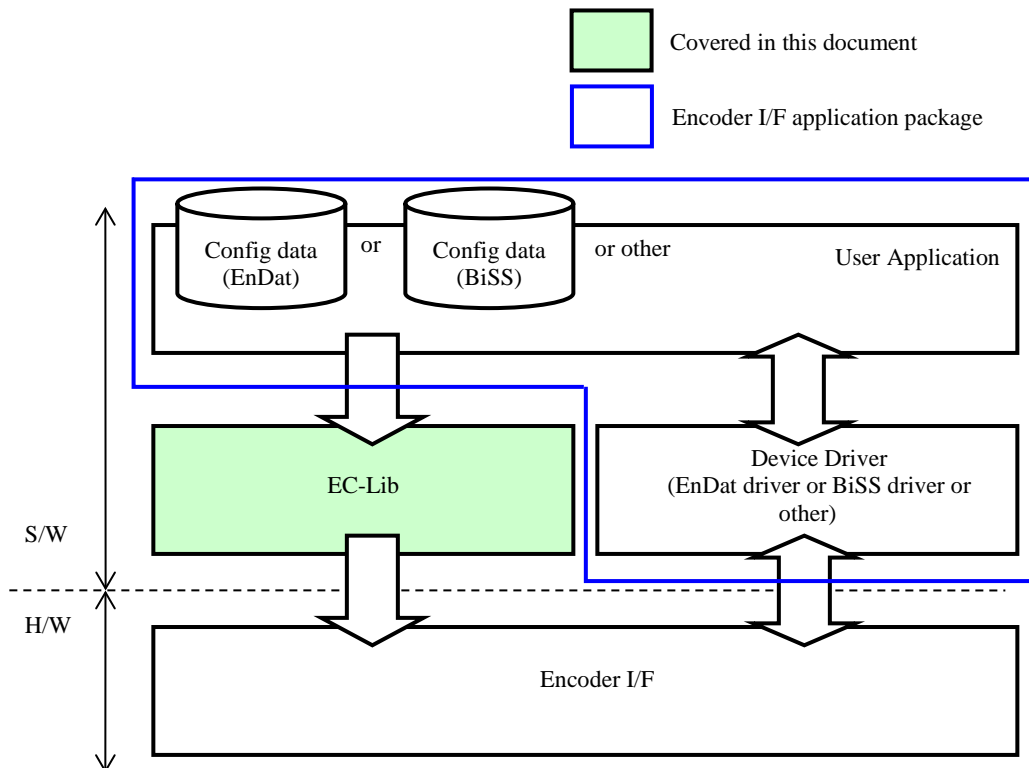 Covered in this document
Encoder I/F application package
Config data
(EnDat)
or
Config data
(BiSS)
or other
User Application
EC-Lib
Device Driver
(EnDat driver or BiSS driver or
other)
S/W
H/W
Encoder I/F